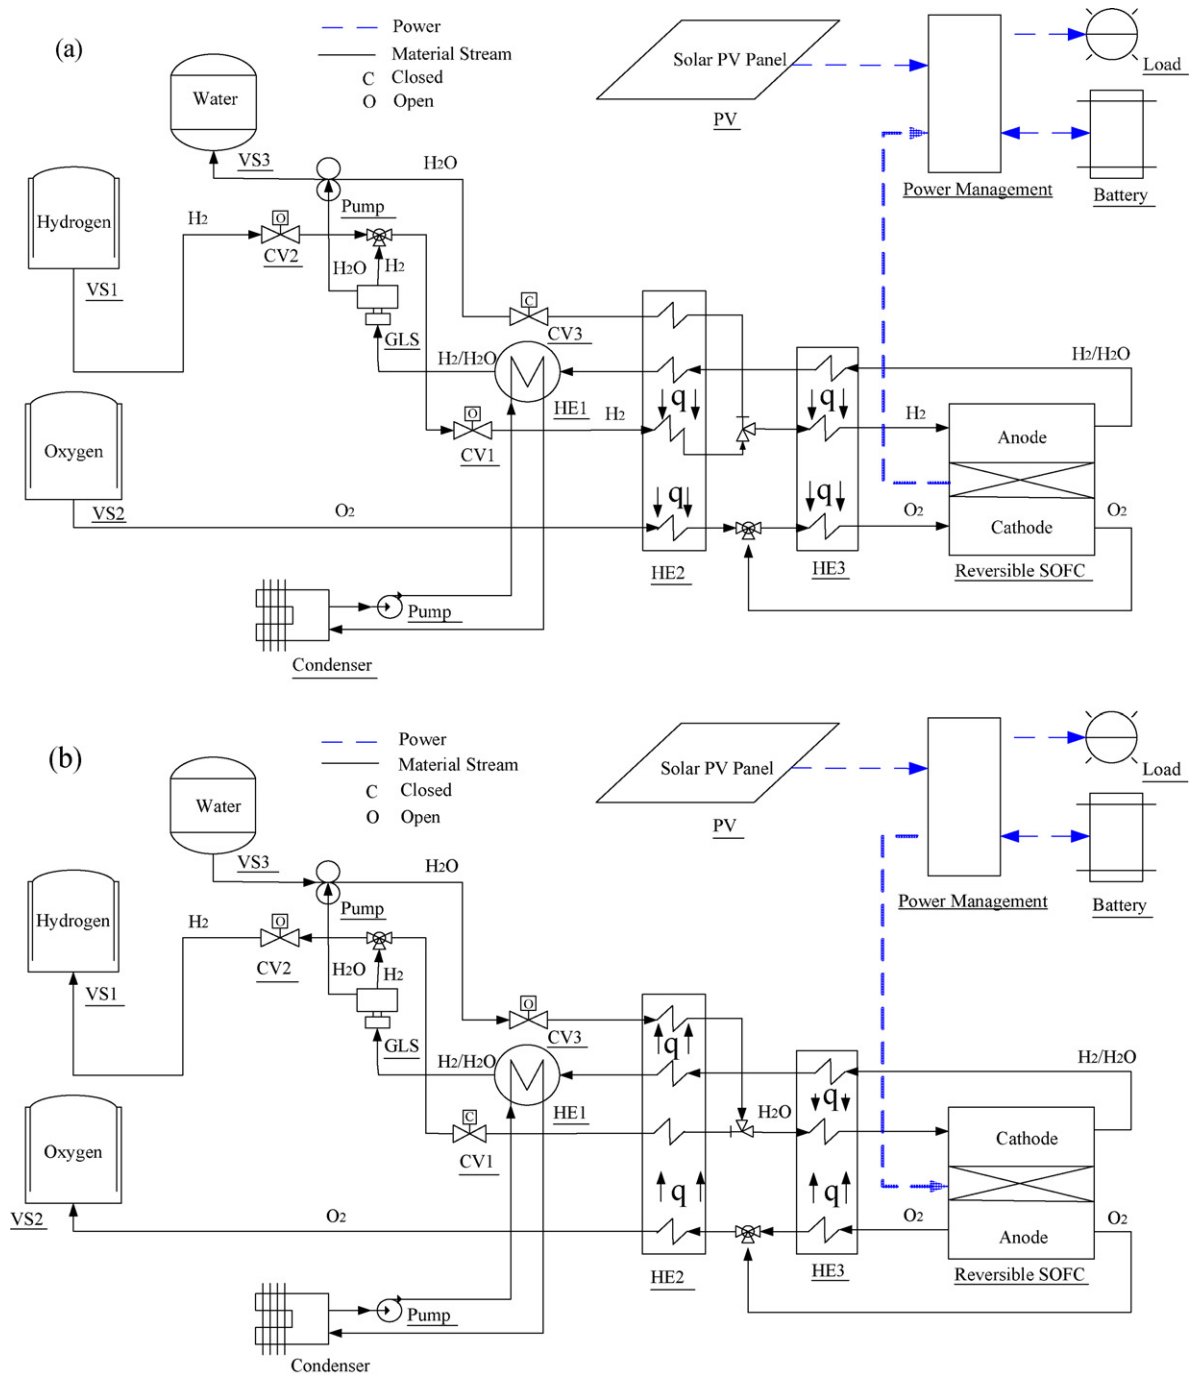 (a)
Power
Material Stream
C Closed
O Open
Solar PV Panel
PV
Load
Power Management
Battery
Water
VS3
H2O
Pump
Hydrogen
H2
O
CV2
VS1
H2O
H2
GLS
C
CV3
H2/H2O
HE1
O
CV1
H2
q
q
H2/H2O
H2
Anode
Oxygen
VS2
O2
q
q
O2
Cathode
O2
HE2
HE3
Reversible SOFC
Pump
Condenser
(b)
Power
Material Stream
C Closed
O Open
Solar PV Panel
PV
Load
Power Management
Battery
Water
VS3
H2O
Pump
Hydrogen
H2
O
CV2
VS1
H2O
H2
GLS
O
CV3
q
H2/H2O
HE1
C
CV1
H2O
q
H2/H2O
Cathode
Oxygen
VS2
O2
q
q
O2
Anode
O2
HE2
HE3
Reversible SOFC
Pump
Condenser